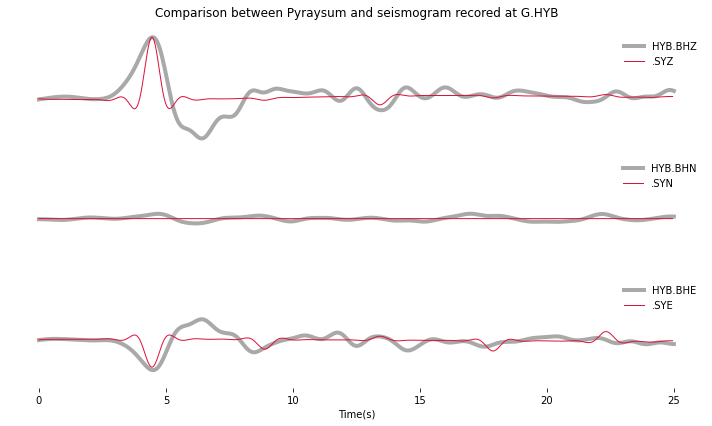 Comparison between Pyraysum and seismogram recored at G.HYB
HYB.BHZ
.SYZ
HYB.BHN
.SYN
HYB.BHE
.SYE
0 5 10 15 20 25
Time(s)